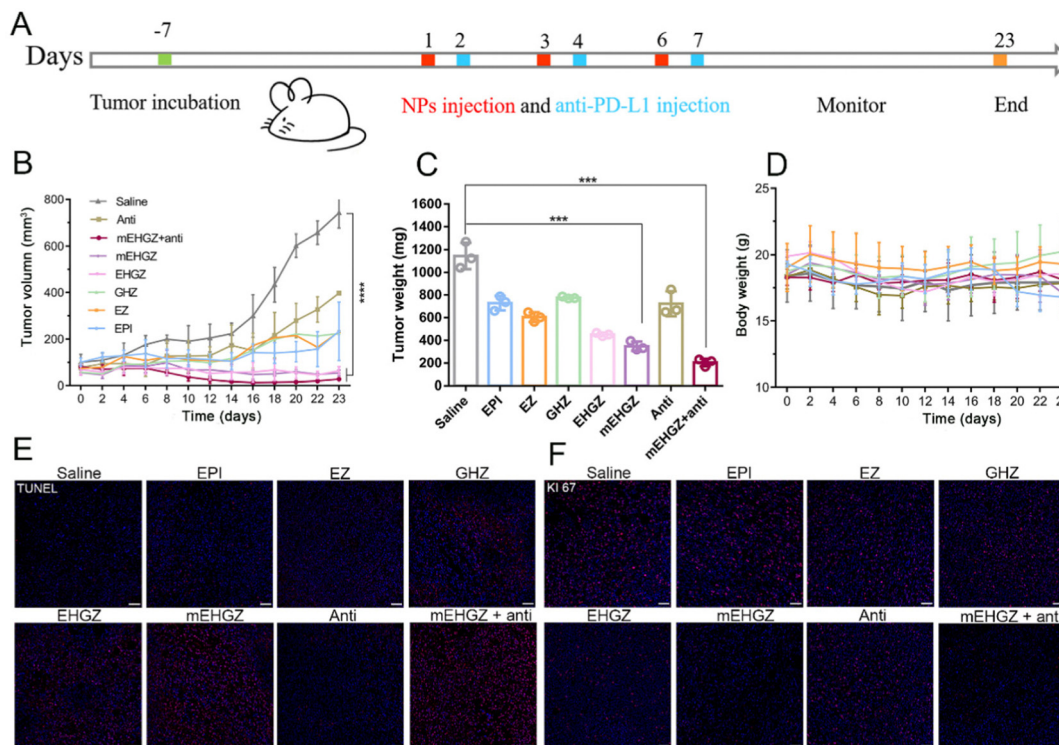 A
-7 1 2 3 4 6 7 23
Days
Tumor incubation NPs injection and anti-PD-L1 injection Monitor End
B
Tumor volumn (mm³)
800
600
400
200
0
Saline
Anti
mEHGZ+anti
mEHGZ
EHGZ
GHZ
EZ
EPI
****
0 2 4 6 8 10 12 14 16 18 20 22 23
Time (days)
C
Tumor weight (mg)
1600
1400
1200
1000
800
600
400
200
0
***
***
Saline
EPI
EZ
GHZ
EHGZ
mEHGZ
Anti
mEHGZ+anti
D
Body weight (g)
25
20
15
10
0 2 4 6 8 10 12 14 16 18 20 22 2
Time (days)
E
Saline EPI EZ GHZ
TUNEL
EHGZ mEHGZ Anti mEHGZ + anti
F
Saline EPI EZ GHZ
KI 67
EHGZ mEHGZ Anti mEHGZ + anti